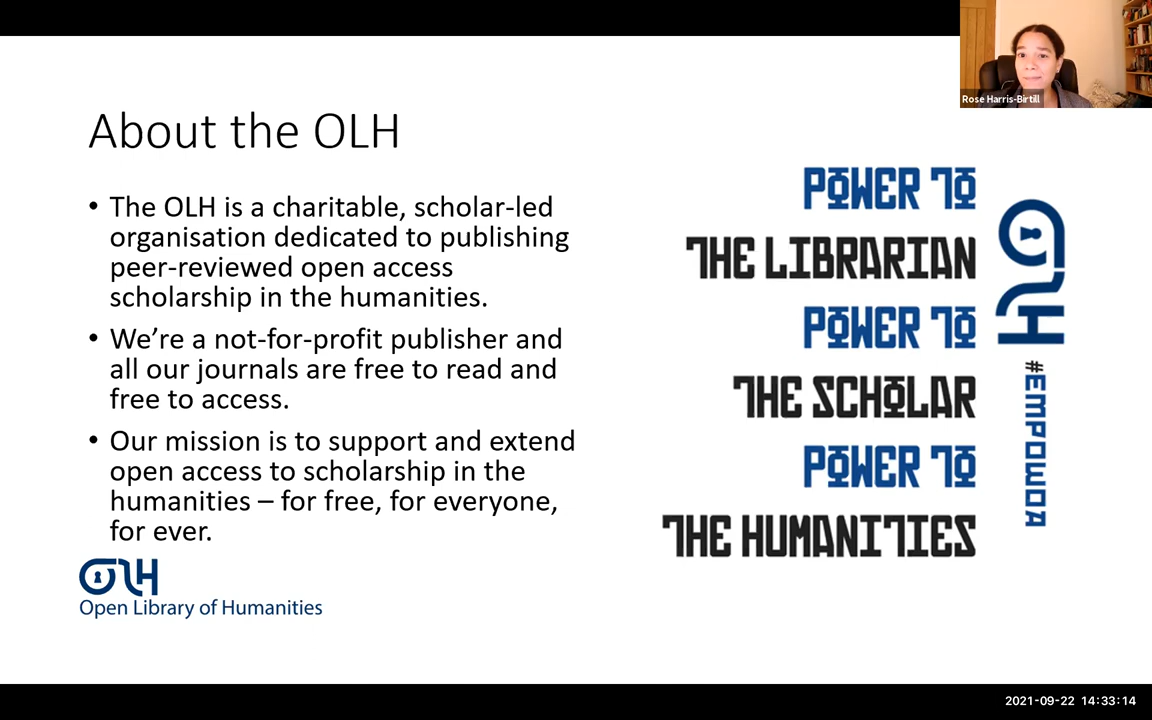 Rose Harris-Birtill
About the OLH
• The OLH is a charitable, scholar-led
organisation dedicated to publishing
peer-reviewed open access
scholarship in the humanities.
• We’re a not-for-profit publisher and
all our journals are free to read and
free to access.
• Our mission is to support and extend
open access to scholarship in the
humanities – for free, for everyone,
for ever.
OLH
Open Library of Humanities
POWER TO
THE LIBRARIAN
POWER TO
THE SCHOLAR
POWER TO
THE HUMANITIES
OLH
#EMPOWOA
2021-09-22 14:33:14